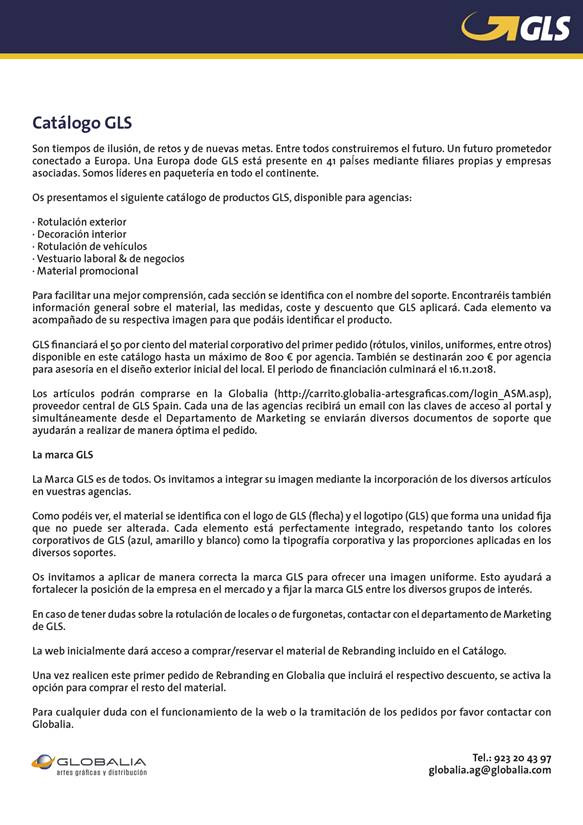 GLS
Catálogo GLS
Son tiempos de ilusión, de retos y de nuevas metas. Entre todos construiremos el futuro. Un futuro prometedor
conectado a Europa. Una Europa dode GLS está presente en 41 países mediante filiares propias y empresas
asociadas. Somos líderes en paquetería en todo el continente.
Os presentamos el siguiente catálogo de productos GLS, disponible para agencias:
· Rotulación exterior
· Decoración interior
· Rotulación de vehículos
· Vestuario laboral & de negocios
· Material promocional
Para facilitar una mejor comprensión, cada sección se identifica con el nombre del soporte. Encontraréis también
información general sobre el material, las medidas, coste y descuento que GLS aplicará. Cada elemento va
acompañado de su respectiva imagen para que podáis identificar el producto.
GLS financiará el 50 por ciento del material corporativo del primer pedido (rótulos, vinilos, uniformes, entre otros)
disponible en este catálogo hasta un máximo de 800 € por agencia. También se destinarán 200 € por agencia
para asesoría en el diseño exterior inicial del local. El periodo de financiación culminará el 16.11.2018.
Los artículos podrán comprarse en la Globalia (http://carrito.globalia-artesgraficas.com/login_ASM.asp),
proveedor central de GLS Spain. Cada una de las agencias recibirá un email con las claves de acceso al portal y
simultáneamente desde el Departamento de Marketing se enviarán diversos documentos de soporte que
ayudarán a realizar de manera óptima el pedido.
La marca GLS
La Marca GLS es de todos. Os invitamos a integrar su imagen mediante la incorporación de los diversos artículos
en vuestras agencias.
Como podéis ver, el material se identifica con el logo de GLS (flecha) y el logotipo (GLS) que forma una unidad fija
que no puede ser alterada. Cada elemento está perfectamente integrado, respetando tanto los colores
corporativos de GLS (azul, amarillo y blanco) como la tipografía corporativa y las proporciones aplicadas en los
diversos soportes.
Os invitamos a aplicar de manera correcta la marca GLS para ofrecer una imagen uniforme. Esto ayudará a
fortalecer la posición de la empresa en el mercado y a fijar la marca GLS entre los diversos grupos de interés.
En caso de tener dudas sobre la rotulación de locales o de furgonetas, contactar con el departamento de Marketing
de GLS.
La web inicialmente dará acceso a comprar/reservar el material de Rebranding incluido en el Catálogo.
Una vez realicen este primer pedido de Rebranding en Globalia que incluirá el respectivo descuento, se activa la
opción para comprar el resto del material.
Para cualquier duda con el funcionamiento de la web o la tramitación de los pedidos por favor contactar con
Globalia.
GLOBALIA
artes gráficas y distribución
Tel.: 923 20 43 97
globalia.ag@globalia.com